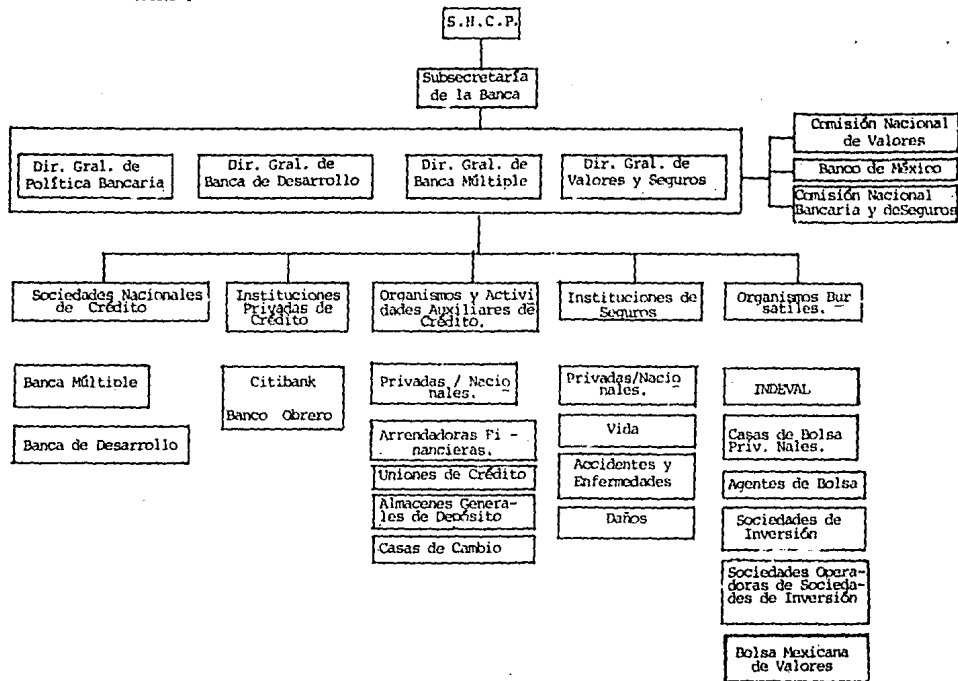 S.H.C.P.
Subsecretaría
de la Banca
Dir. Gral. de
Política Bancaria
Dir. Gral. de
Banca de Desarrollo
Dir. Gral. de
Banca Múltiple
Dir. Gral. de
Valores y Seguros
Comisión Nacional
de Valores
Banco de México
Comisión Nacional
Bancaria y deSeguros
Sociedades Nacionales
de Crédito
Instituciones
Privadas de
Crédito
Organismos y Activi
dades Auxiliares de
Crédito.
Instituciones de
Seguros
Organismos Bur
sátiles.
Banca Múltiple
Banca de Desarrollo
Citibank
Banco Obrero
Privadas / Nacio
nales.
Arrendadoras Fi -
nancieras.
Uniones de Crédito
Almacenes Genera-
les de Depósito
Casas de Cambio
Privadas/Nacio
nales.
Vida
Accidentes y
Enfermedades
Daños
INDEVAL
Casas de Bolsa
Priv. Nales.
Agentes de Bolsa
Sociedades de
Inversión
Sociedades Opera-
doras de Socieda-
des de Inversión
Bolsa Mexicana
de Valores